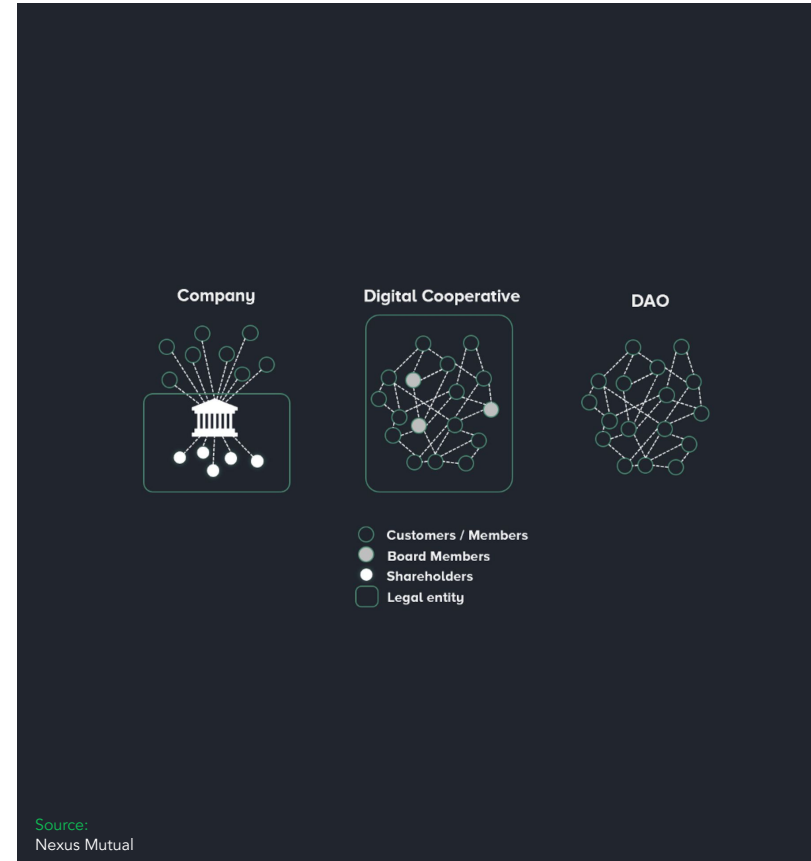 Company
Digital Cooperative
DAO
Customers / Members
Board Members
Shareholders
Legal entity
Source:
Nexus Mutual